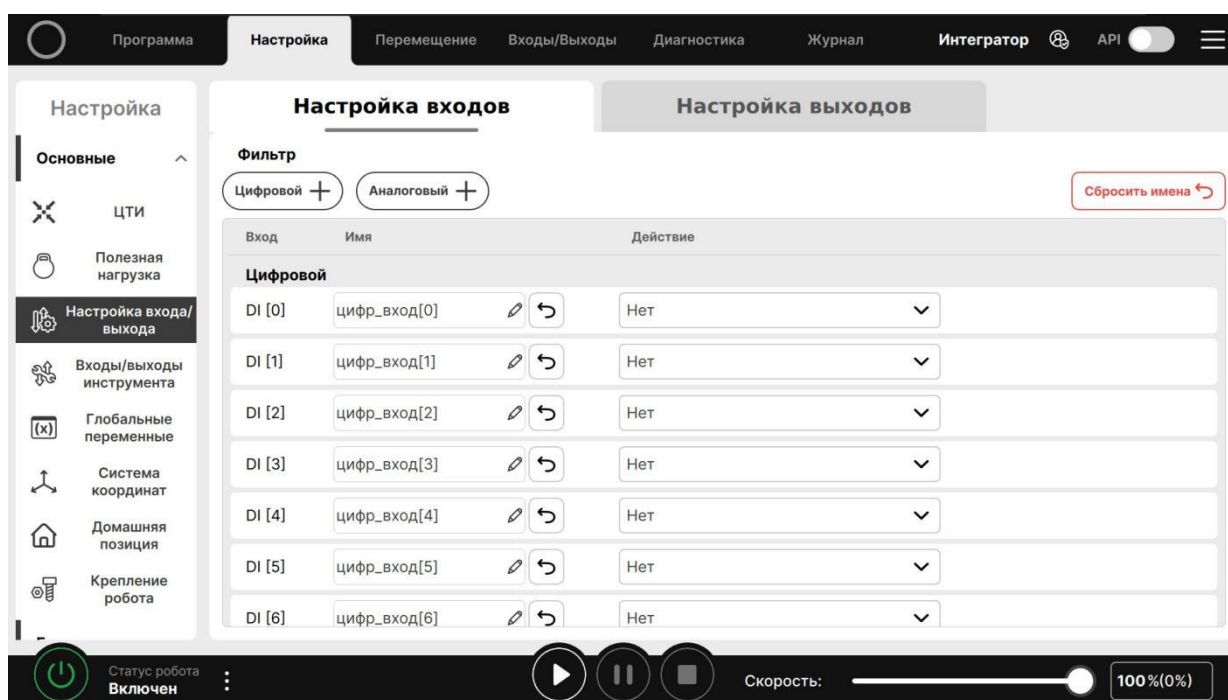 Программа
Настройка
Перемещение
Входы/Выходы
Диагностика
Журнал
Интегратор
API
Настройка
Основные
ЦТИ
Полезная
нагрузка
Настройка входа/
выхода
Входы/выходы
инструмента
(x)
Глобальные
переменные
Система
координат
Домашняя
позиция
Крепление
робота
Настройка входов
Настройка выходов
Фильтр
Цифровой
Аналоговый
Сбросить имена
Вход Имя Действие
Цифровой
DI [0] цифр_вход[0] Нет
DI [1] цифр_вход[1] Нет
DI [2] цифр_вход[2] Нет
DI [3] цифр_вход[3] Нет
DI [4] цифр_вход[4] Нет
DI [5] цифр_вход[5] Нет
DI [6] цифр_вход[6] Нет
Статус робота
Включен
Скорость:
100%(0%)